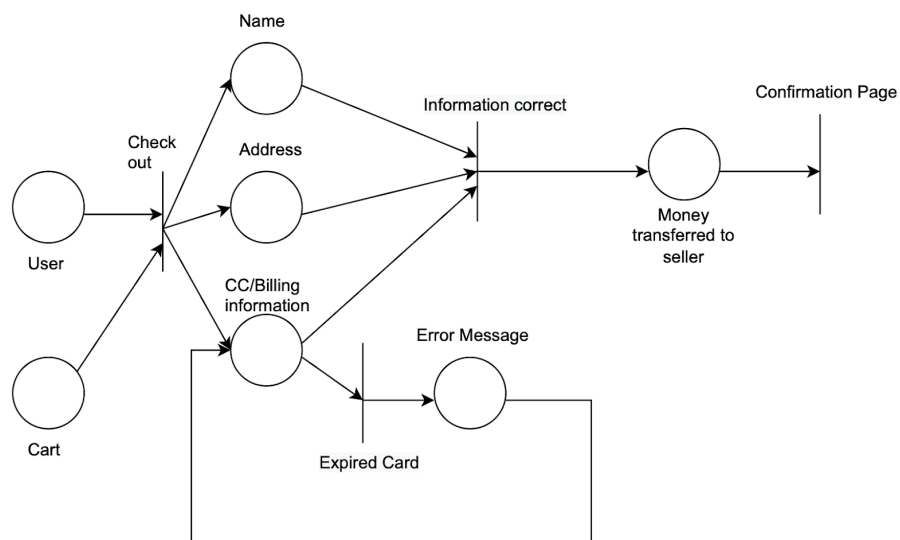 Name
Information correct
Confirmation Page
Check
out
Address
User
Money
transferred to
seller
CC/Billing
information
Error Message
Cart
Expired Card